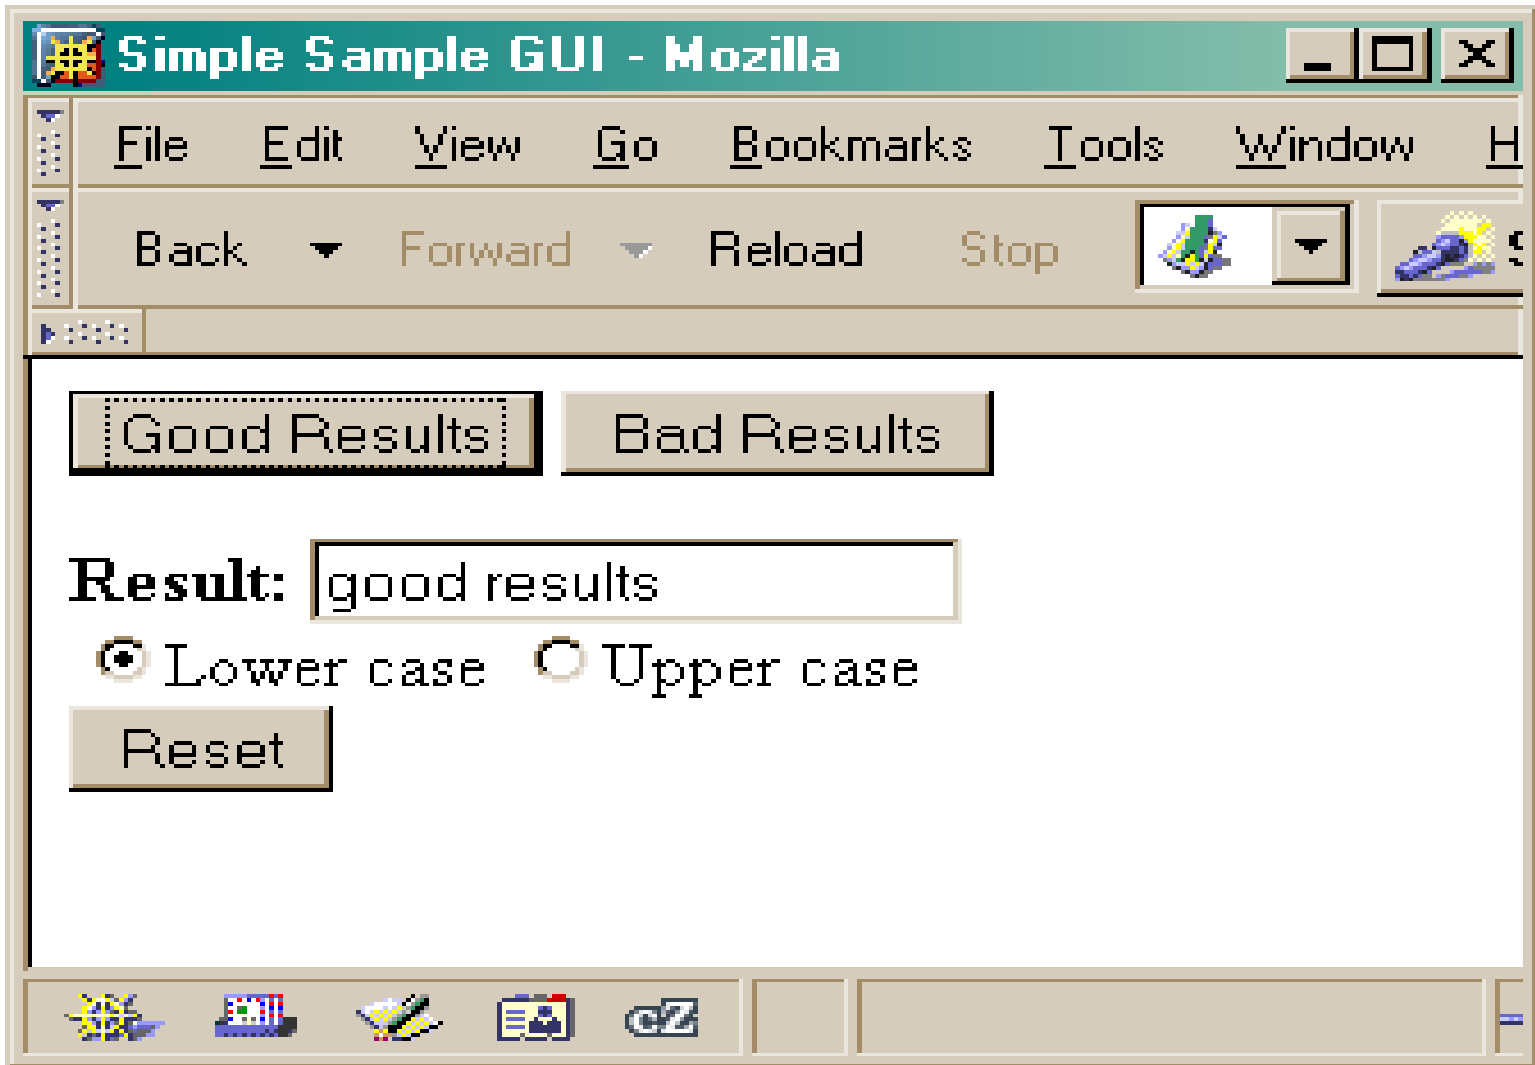 Simple Sample GUI - Mozilla
File Edit View Go Bookmarks Tools Window H
Back Forward Reload Stop S
Good Results Bad Results
Result: good results
Lower case Upper case
Reset
cZ